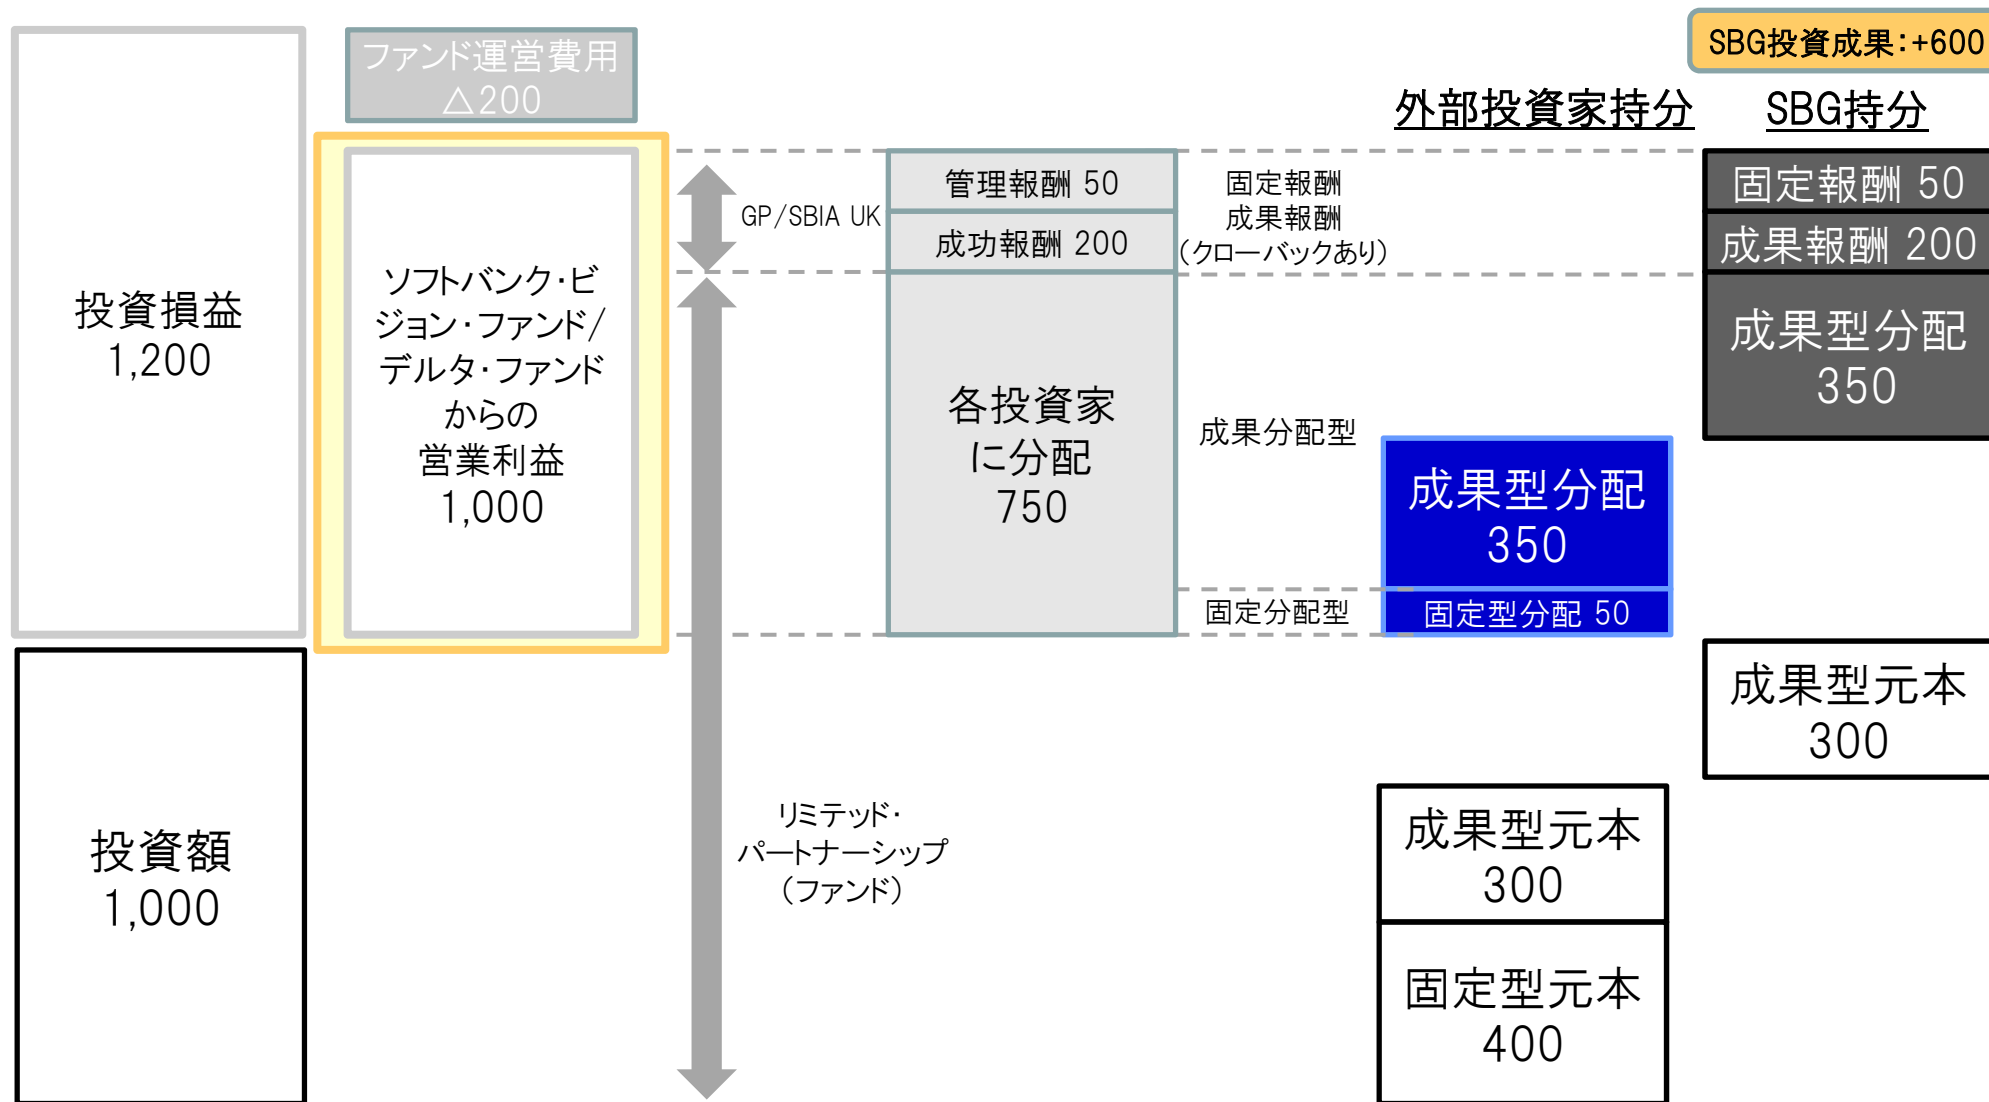 SBG投資成果：+600
外部投資家持分
SBG持分
ファンド運営費用
△200
投資損益
1,200
ソフトバンク・ビ
ジョン・ファンド/
デルタ・ファンド
からの
営業利益
1,000
GP/SBIA UK
管理報酬 50
成功報酬 200
各投資家
に分配
750
固定報酬
成果報酬
（クローバックあり）
成果分配型
固定分配型
成果型分配
350
固定型分配 50
固定報酬 50
成果報酬 200
成果型分配
350
投資額
1,000
リミテッド・
パートナーシップ
（ファンド）
成果型元本
300
固定型元本
400
成果型元本
300